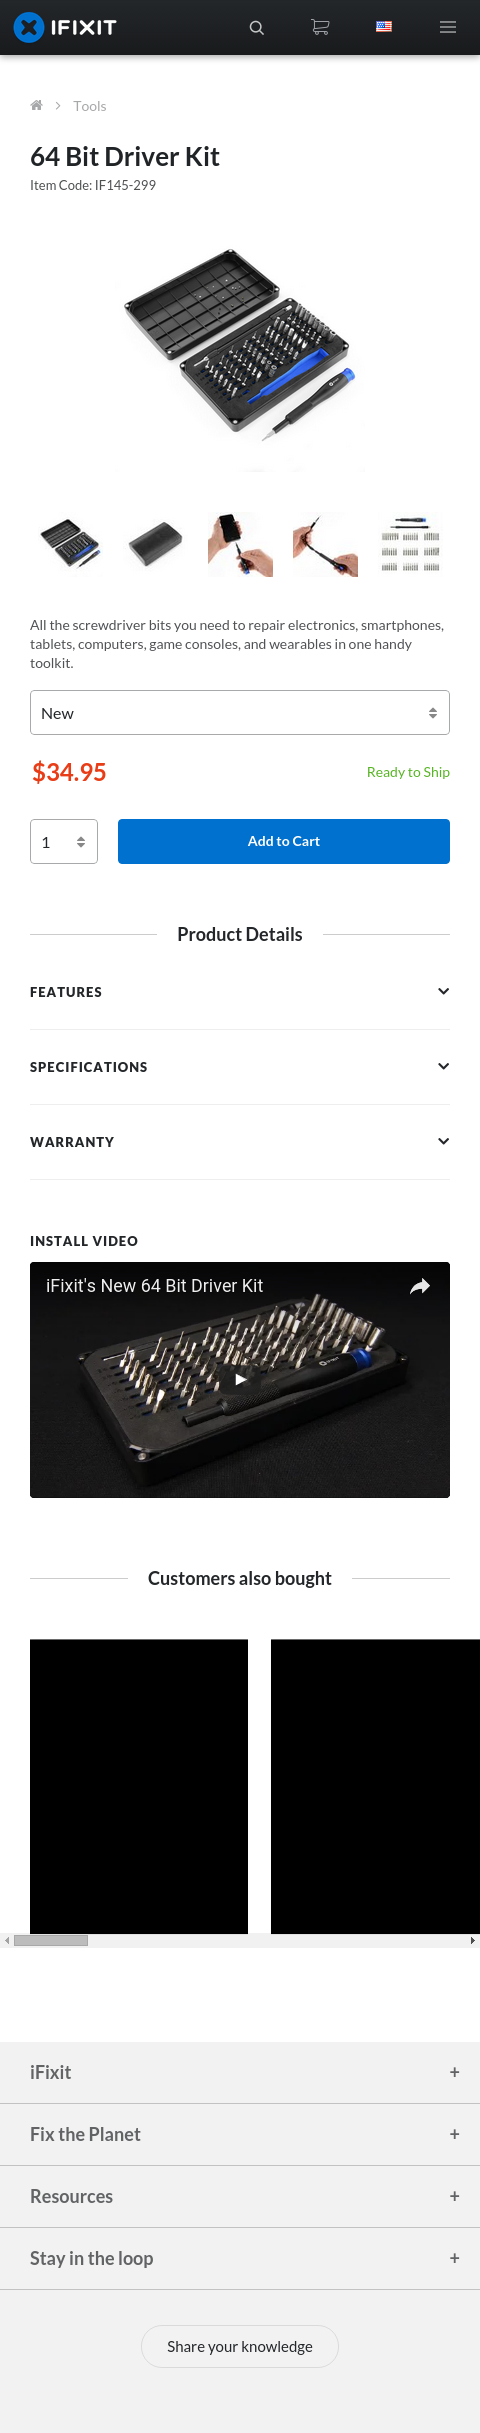 IFIXIT
Tools
64 Bit Driver Kit
Item Code: IF145-299
All the screwdriver bits you need to repair electronics, smartphones,
tablets, computers, game consoles, and wearables in one handy
toolkit.
New
$34.95
Ready to Ship
1
Add to Cart
Product Details
FEATURES
SPECIFICATIONS
WARRANTY
INSTALL VIDEO
iFixit's New 64 Bit Driver Kit
IFIXIT
Customers also bought
iFixit
+
Fix the Planet
+
Resources
+
Stay in the loop
+
Share your knowledge